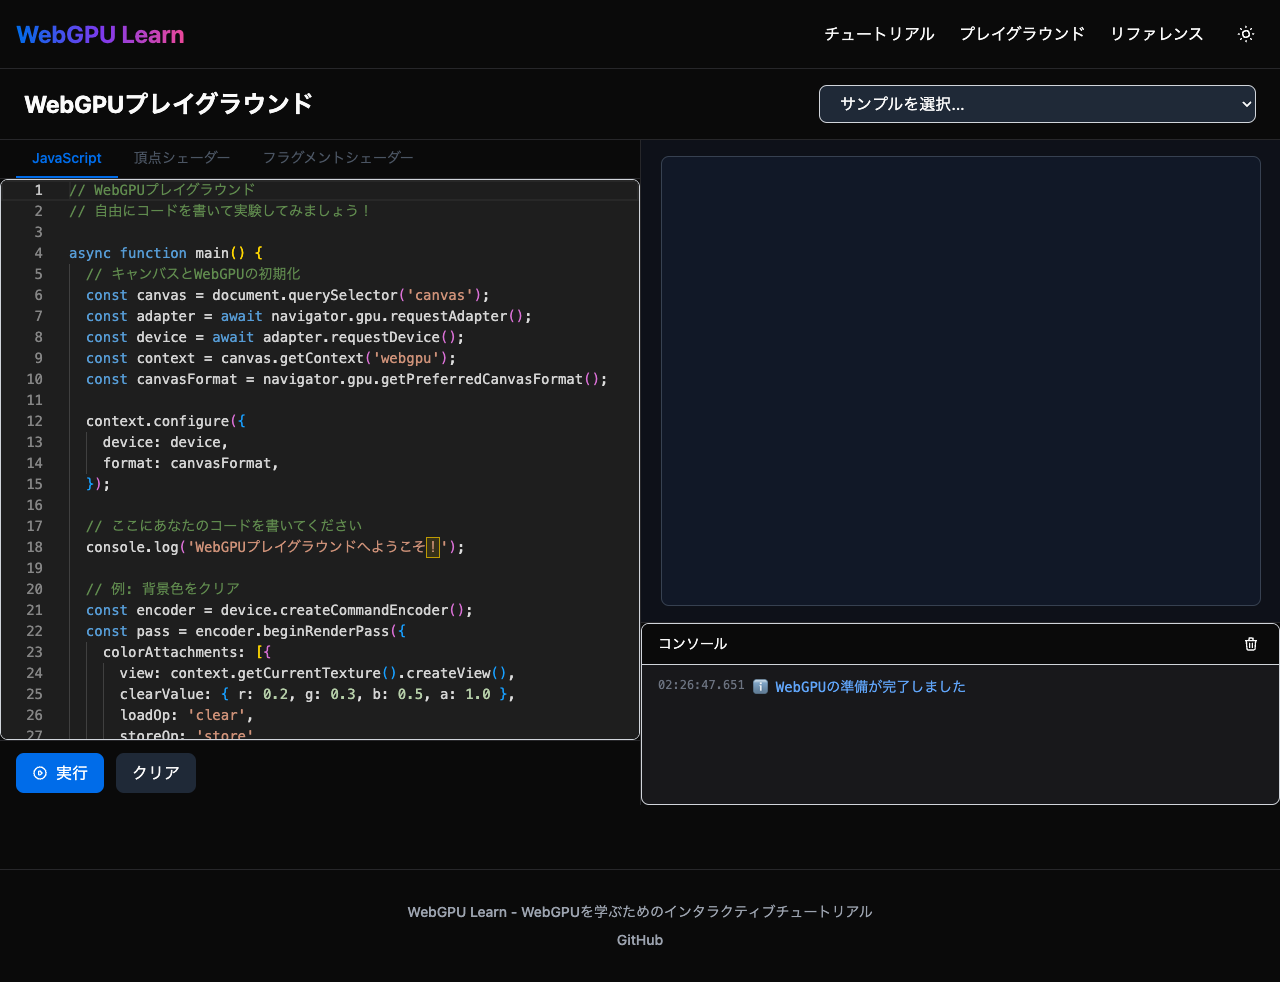 WebGPU Learn
チュートリアル プレイグラウンド リファレンス
WebGPUプレイグラウンド
サンプルを選択...
JavaScript 頂点シェーダー フラグメントシェーダー
1 // WebGPUプレイグラウンド
2 // 自由にコードを書いて実験してみましょう！
3
4 async function main() {
5 // キャンバスとWebGPUの初期化
6 const canvas = document.querySelector('canvas');
7 const adapter = await navigator.gpu.requestAdapter();
8 const device = await adapter.requestDevice();
9 const context = canvas.getContext('webgpu');
10 const canvasFormat = navigator.gpu.getPreferredCanvasFormat();
11
12 context.configure({
13 device: device,
14 format: canvasFormat,
15 });
16
17 // ここにあなたのコードを書いてください
18 console.log('WebGPUプレイグラウンドへようこそ！');
19
20 // 例: 背景色をクリア
21 const encoder = device.createCommandEncoder();
22 const pass = encoder.beginRenderPass({
23 colorAttachments: [{
24 view: context.getCurrentTexture().createView(),
25 clearValue: { r: 0.2, g: 0.3, b: 0.5, a: 1.0 },
26 loadOp: 'clear',
27 storeOp: 'store'
実行 クリア
コンソール
02:26:47.651 ℹ️ WebGPUの準備が完了しました
WebGPU Learn - WebGPUを学ぶためのインタラクティブチュートリアル
GitHub